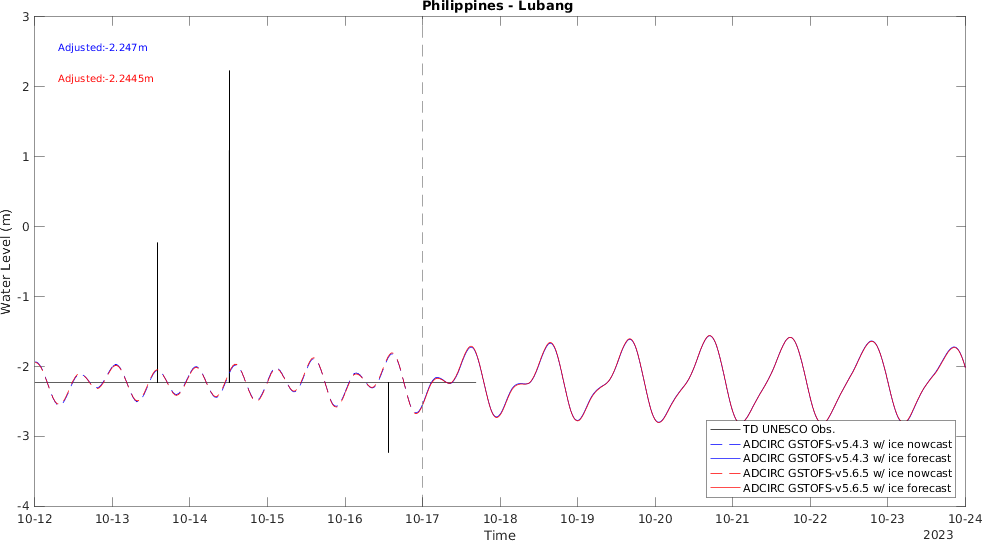 Philippines - Lubang
Adjusted:-2.247m
Adjusted:-2.2445m
Water Level (m)
3
2
1
0
-1
-2
-3
-4
10-12 10-13 10-14 10-15 10-16 10-17 10-18 10-19 10-20 10-21 10-22 10-23 10-24
Time
2023
TD UNESCO Obs.
ADCIRC GSTOFS-v5.4.3 w/ ice nowcast
ADCIRC GSTOFS-v5.4.3 w/ ice forecast
ADCIRC GSTOFS-v5.6.5 w/ ice nowcast
ADCIRC GSTOFS-v5.6.5 w/ ice forecast